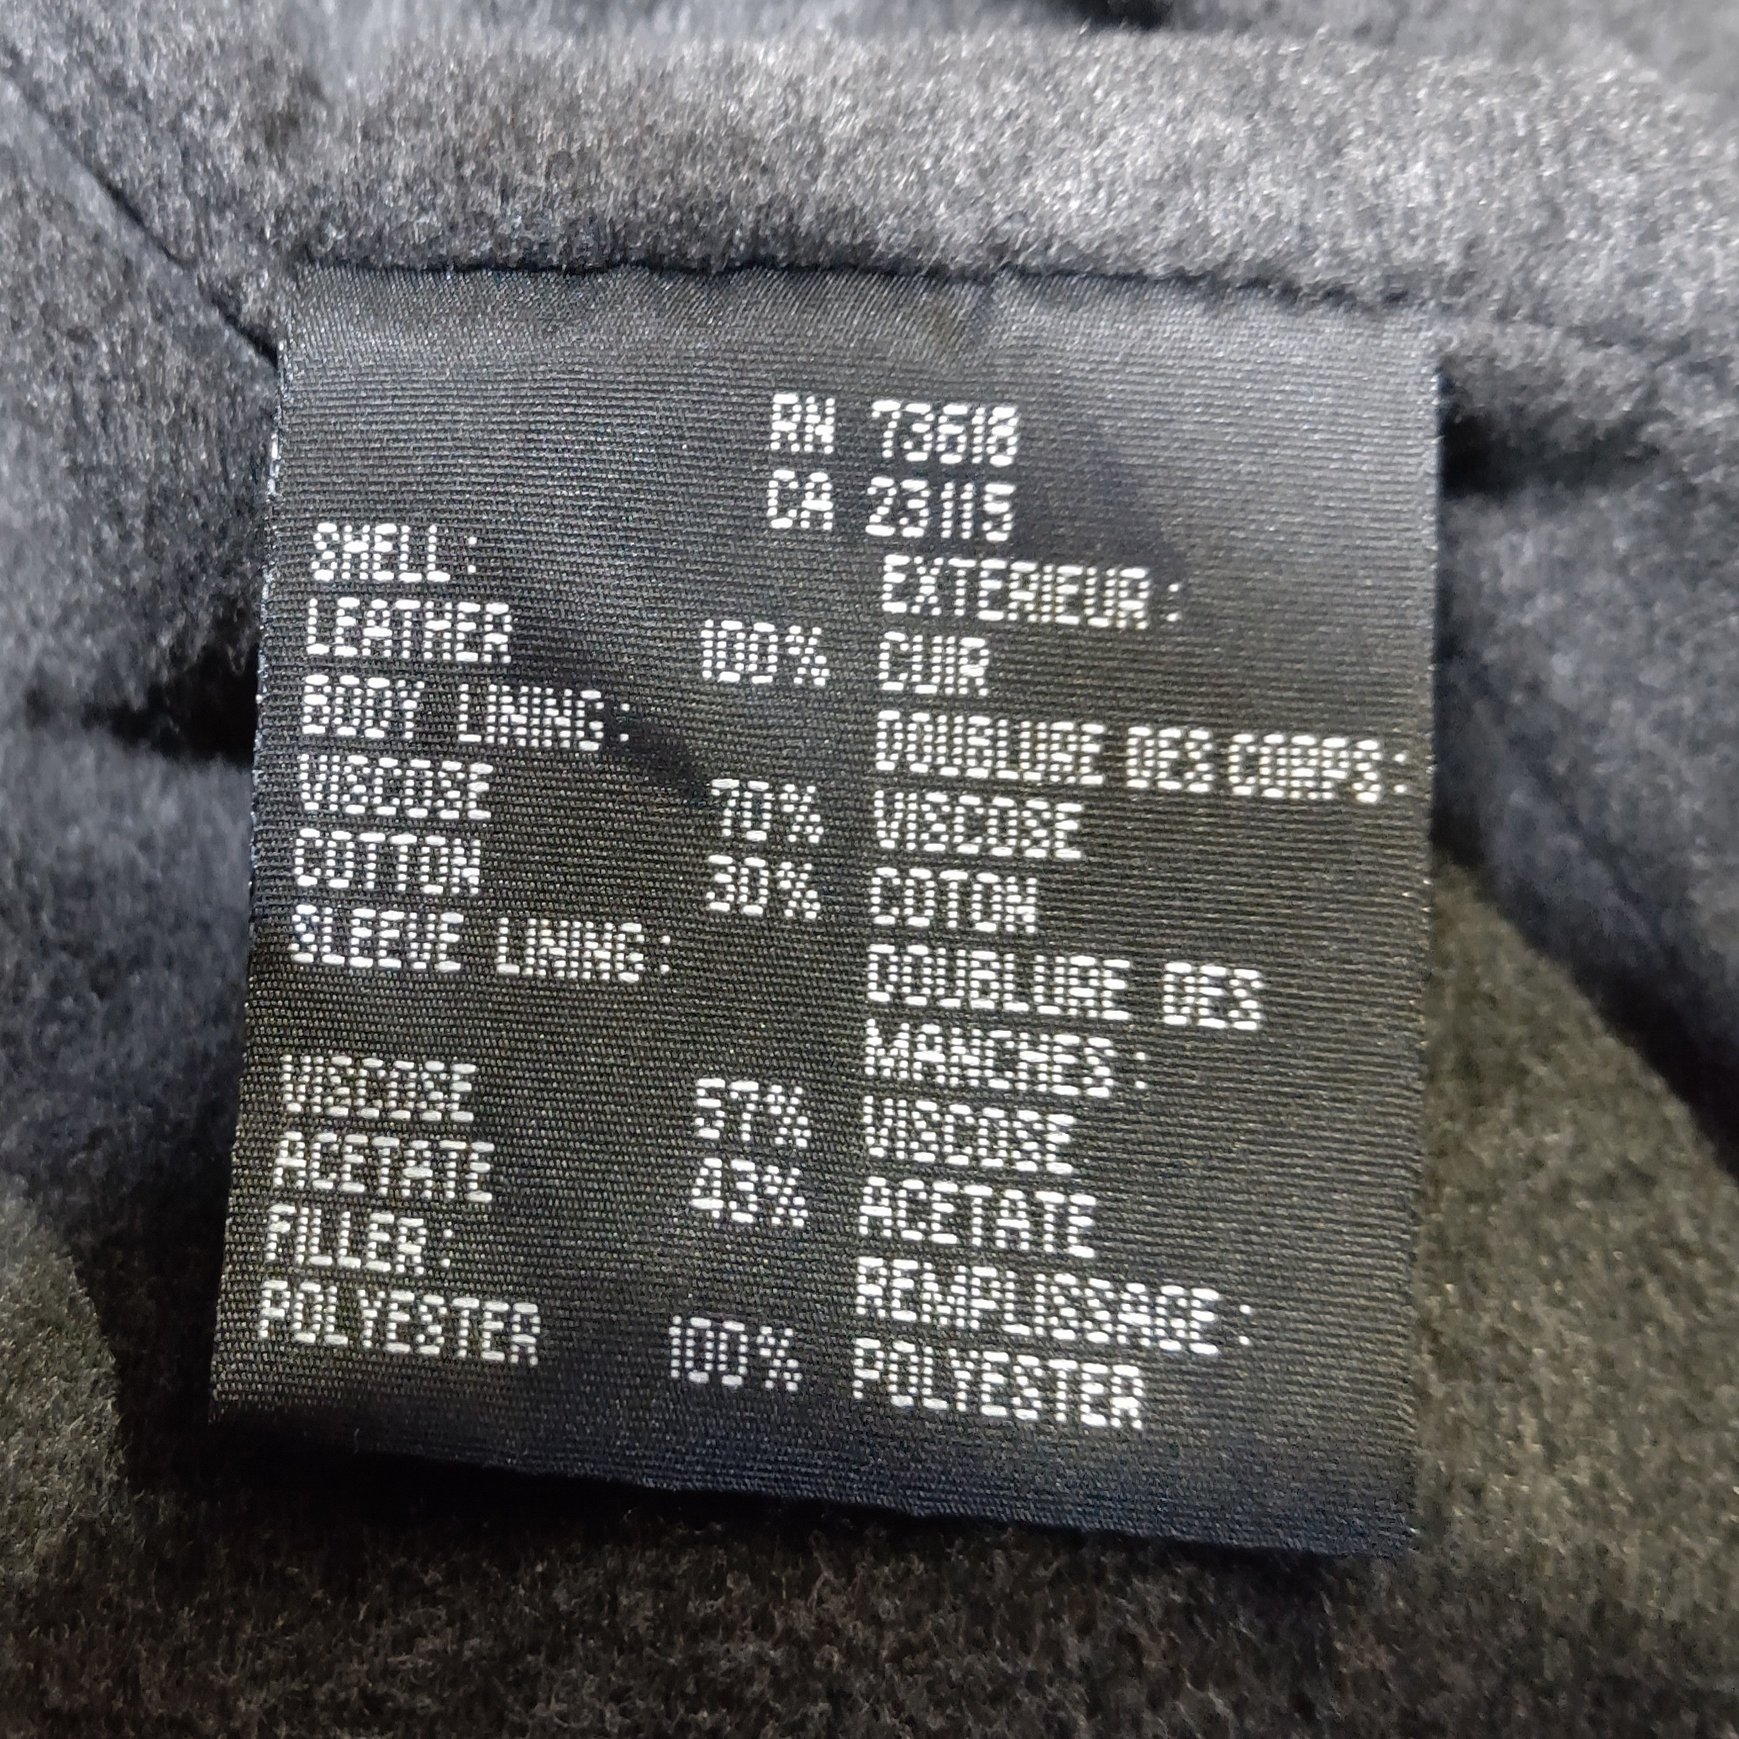 RN 73618
CA 23115
SHELL: EXTERIEUR:
LEATHER 100% CUIR
BODY LINING: DOUBLURE DES CORPS:
VISCOSE 70% VISCOSE
COTTON 30% COTON
SLEEVE LINING: DOUBLURE DES
MANCHES:
VISCOSE 57% VISCOSE
ACETATE 43% ACETATE
FILLER: REMPLISSAGE:
POLYESTER 100% POLYESTER